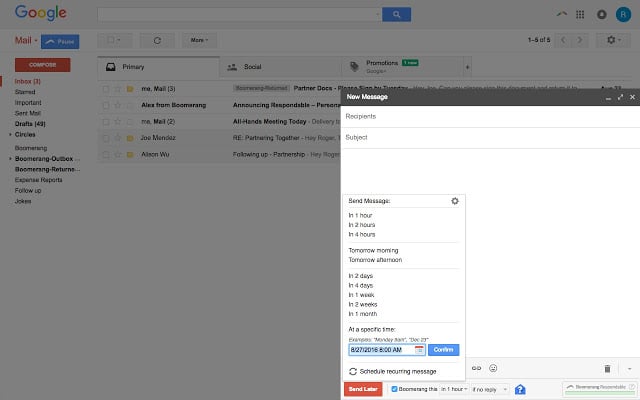 Google
R
Mail
Pause
More
1–5 of 5
COMPOSE
Inbox (3)
Starred
Important
Sent Mail
Drafts (49)
Circles
Boomerang
Boomerang-Outbox ...
Boomerang-Returne...
Expense Reports
Follow up
Jokes
Primary
Social
Promotions 1 new
Google+
+
me, Mail (3) Boomerang-Returned Partner Docs - Please Sign by Tuesday -
Alex from Boomerang Announcing Respondable – Persona
me, Mail (2) All-Hands Meeting Today - Delivery to
Joe Mendez RE: Partnering Together - Hey Roger,
Alison Wu Following up - Partnership - Hey Roger,
New Message
Recipients
Subject
Send Message:
In 1 hour
In 2 hours
In 4 hours
Tomorrow morning
Tomorrow afternoon
In 2 days
In 4 days
In 1 week
In 2 weeks
In 1 month
At a specific time:
Examples: "Monday 9am", "Dec 23"
8/27/2016 8:00 AM Confirm
Schedule recurring message
Send Later Boomerang this in 1 hour if no reply Boomerang Respondable